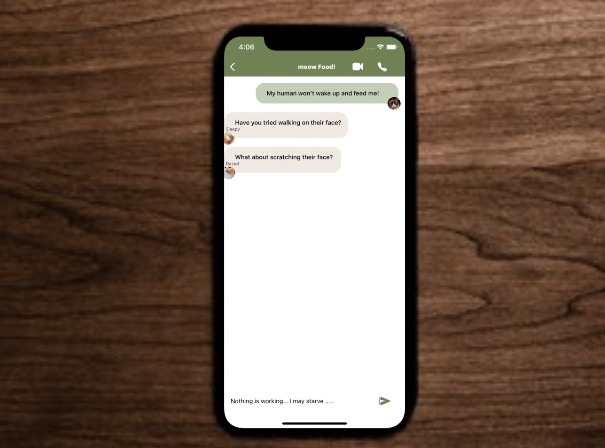 4:06
meow Food!
My human won't wake up and feed me!
Have you tried walking on their face?
Sleepy
What about scratching their face?
Nothing is working... I may starve .....